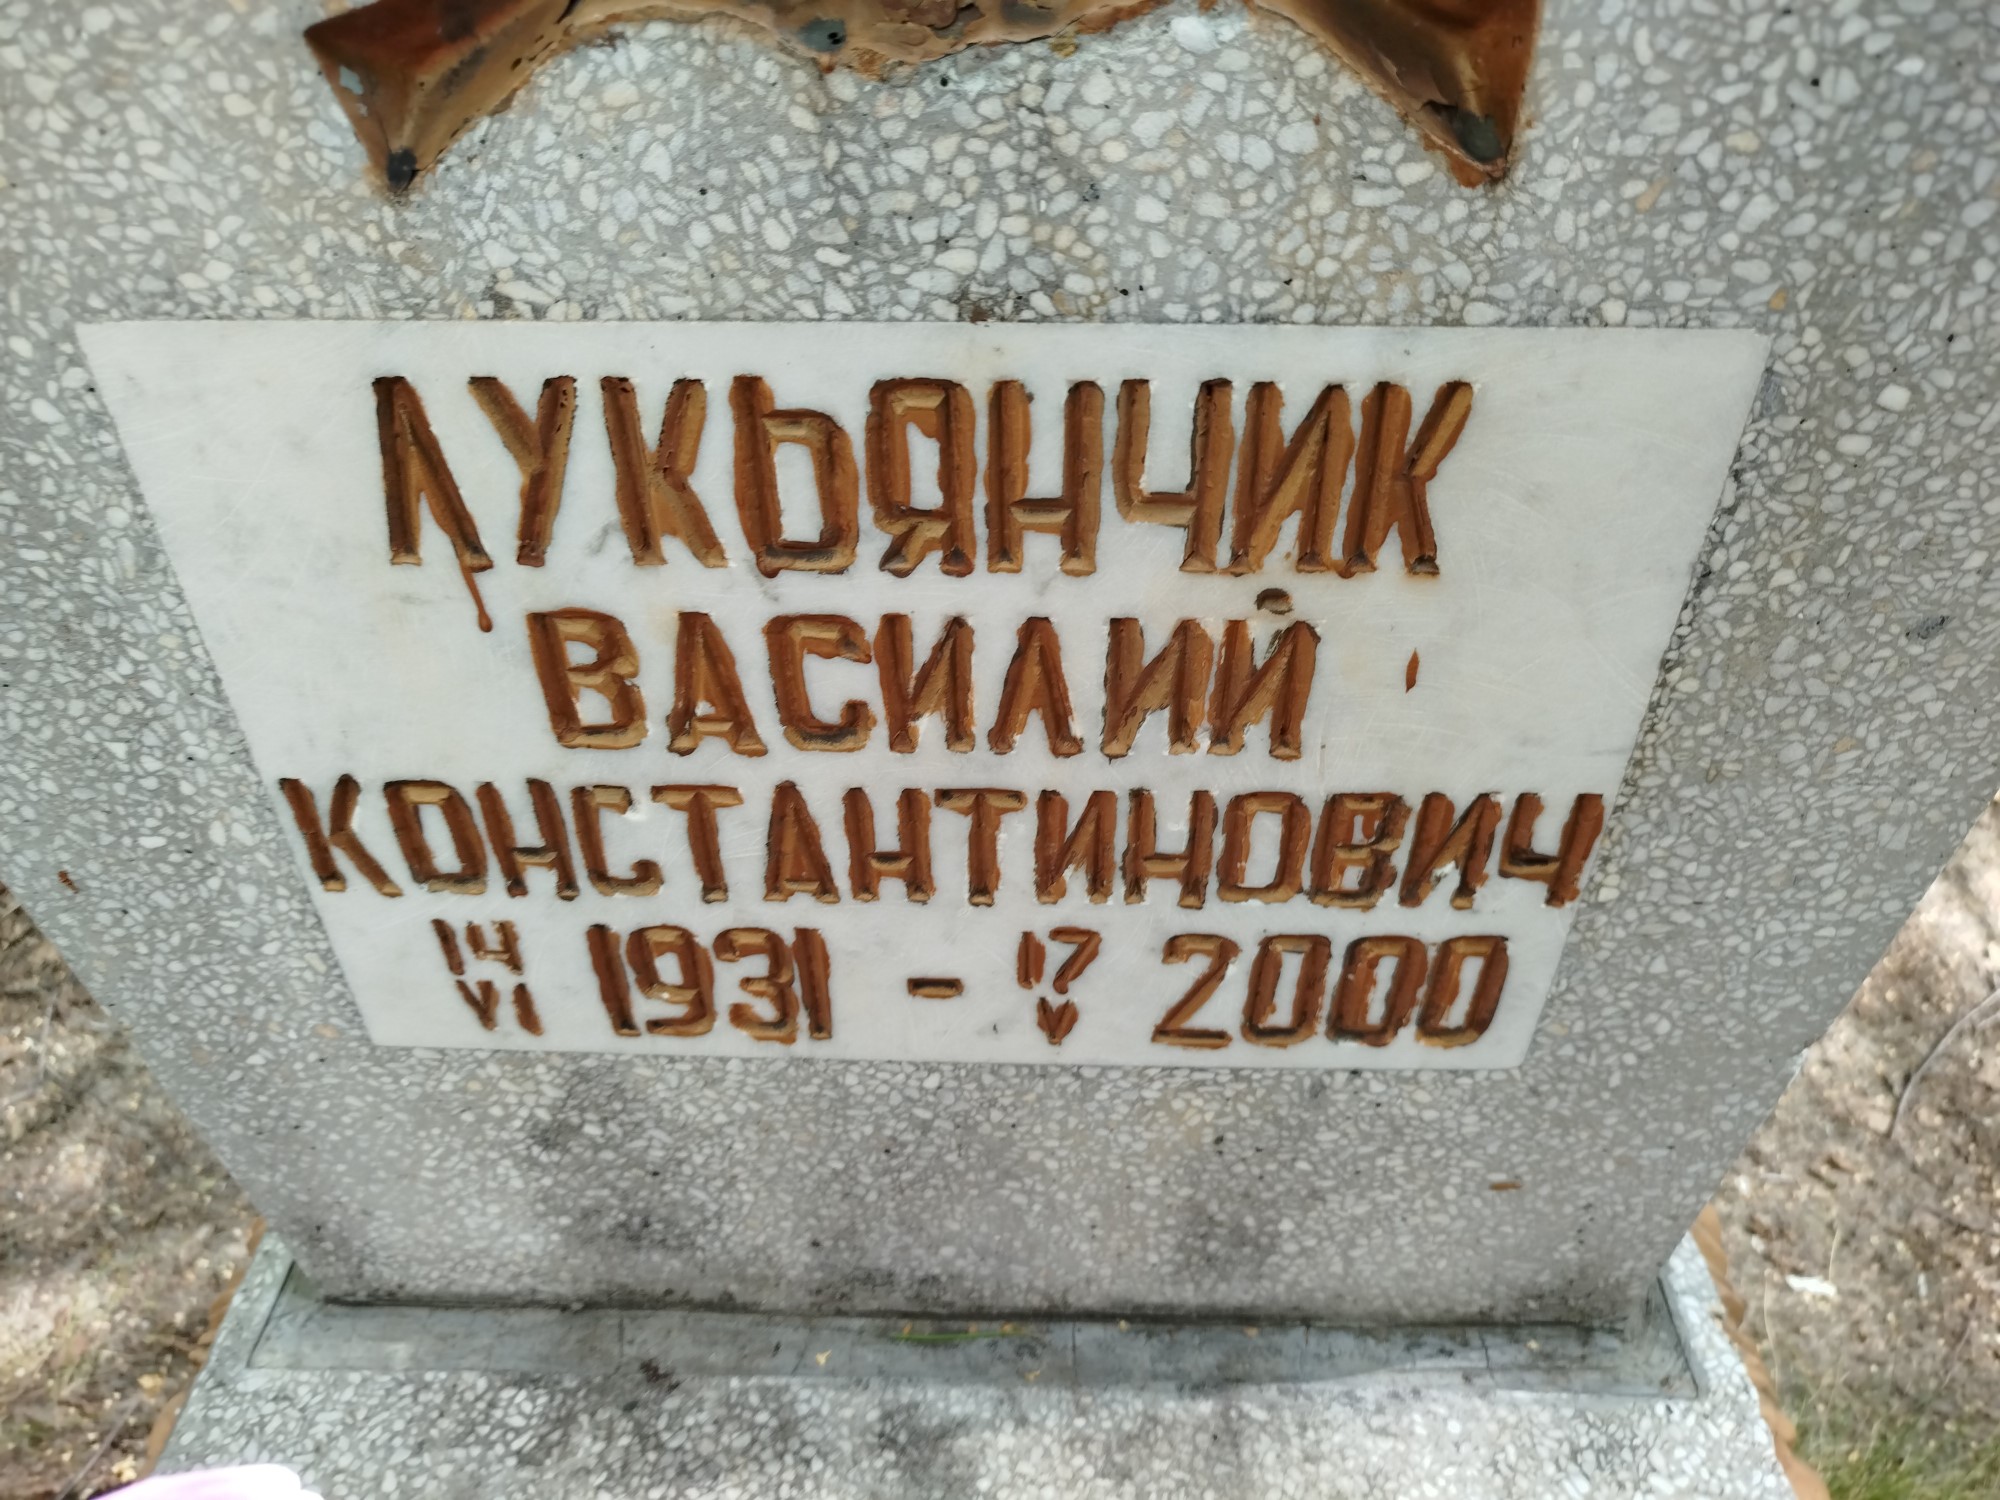 ЛУКЬЯНЧИК
ВАСИЛИЙ
КОНСТАНТИНОВИЧ
14 VI 1931 - 17 V 2000